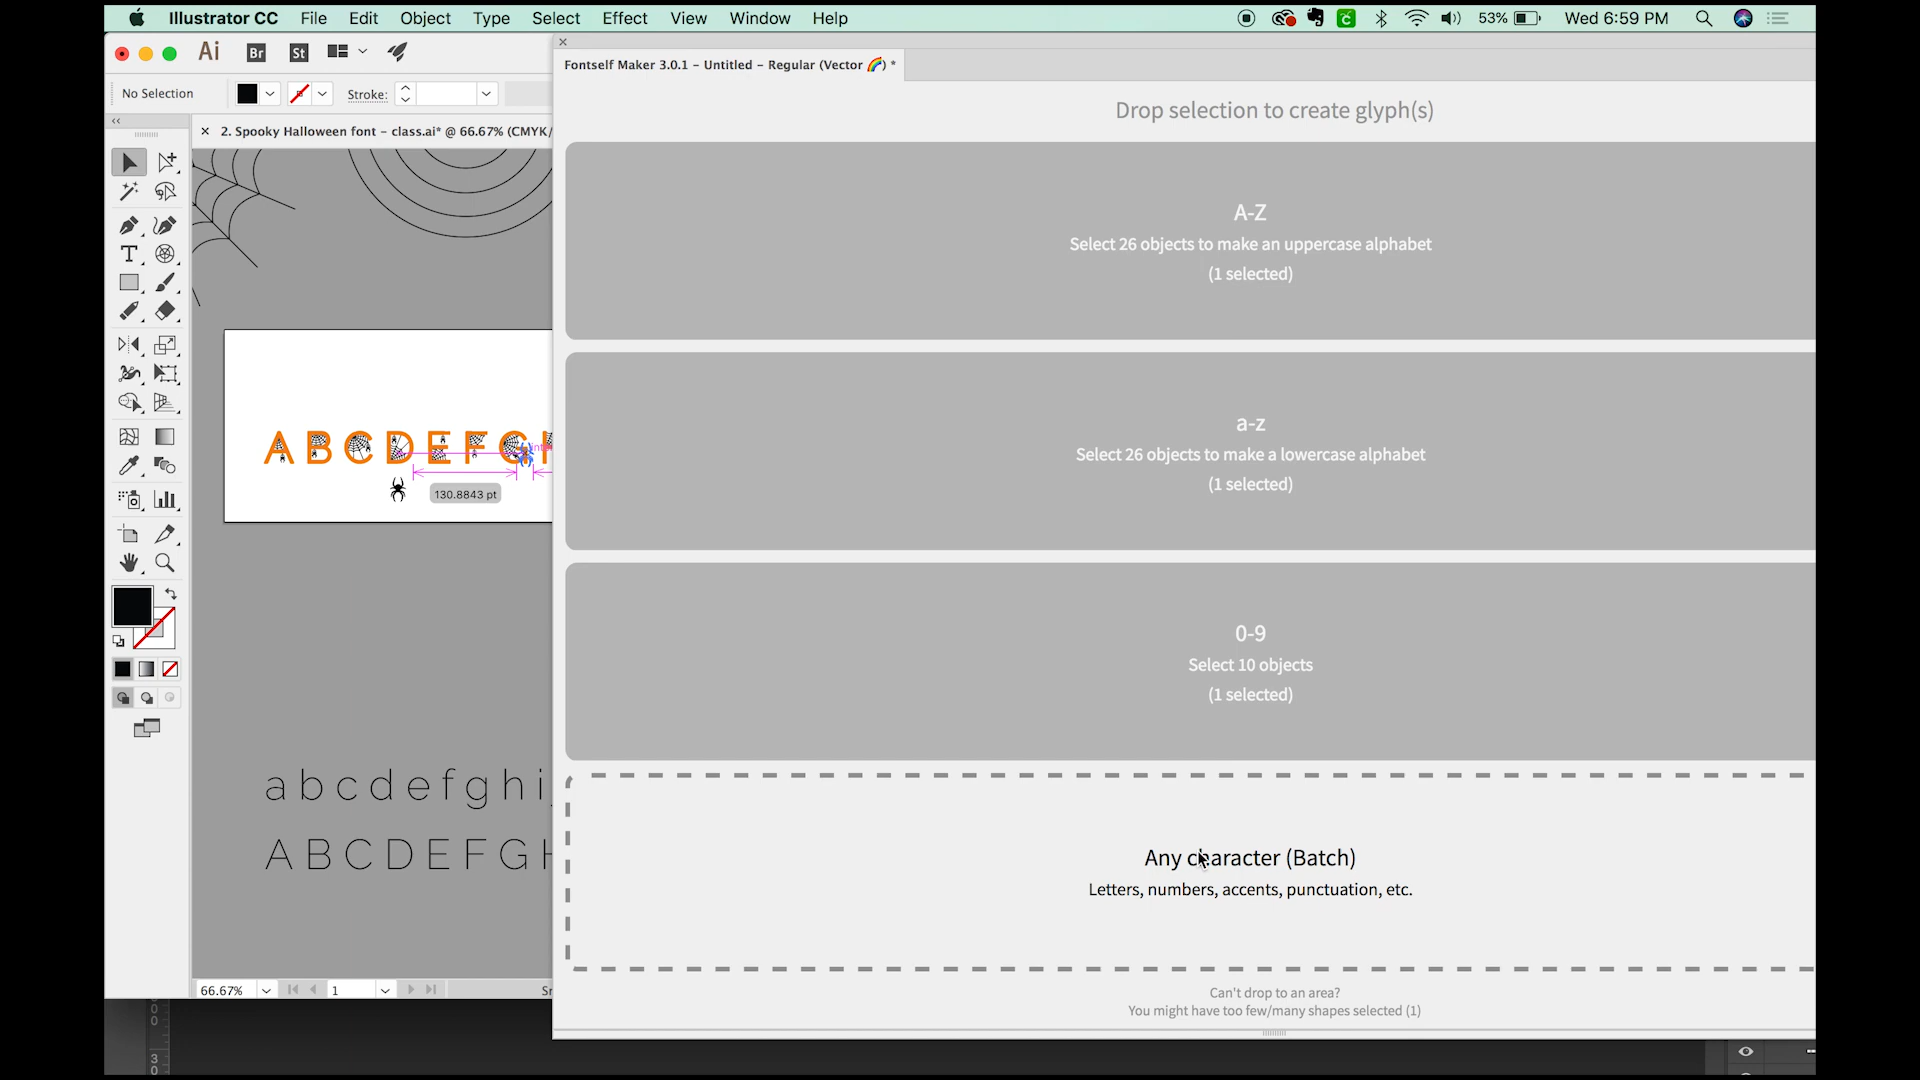 Illustrator CC File Edit Object Type Select Effect View Window Help 53% Wed 6:59 PM
Ai Br St
Fontself Maker 3.0.1 – Untitled – Regular (Vector 🌈) *
No Selection Stroke:
Drop selection to create glyph(s)
× 2. Spooky Halloween font – class.ai* @ 66.67% (CMYK/
A-Z
Select 26 objects to make an uppercase alphabet
(1 selected)
a-z
Select 26 objects to make a lowercase alphabet
(1 selected)
A B C D E F G H
130.8843 pt
0-9
Select 10 objects
(1 selected)
a b c d e f g h i j
A B C D E F G H
Any character (Batch)
Letters, numbers, accents, punctuation, etc.
66.67% 1
Can't drop to an area?
You might have too few/many shapes selected (1)